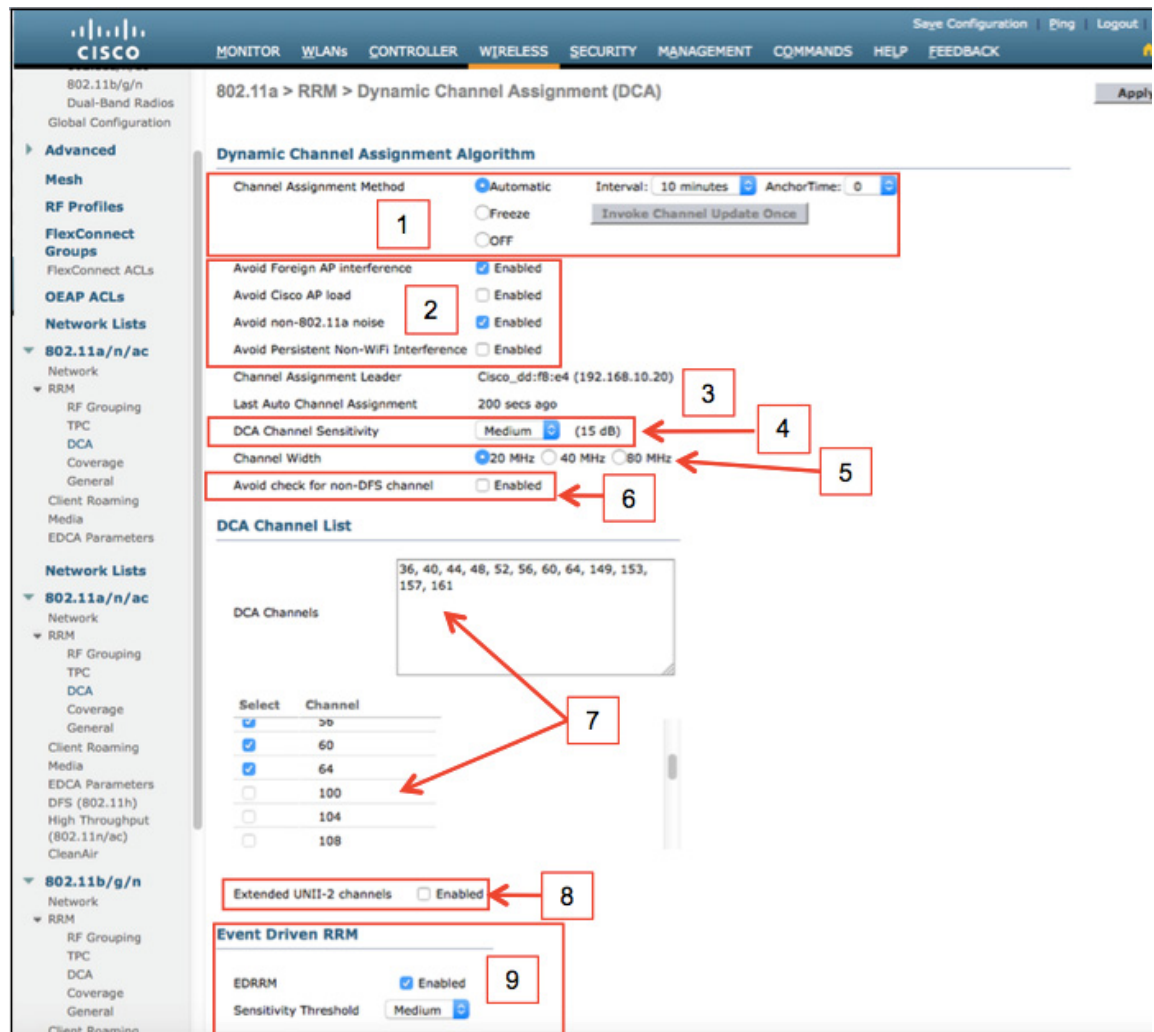 Save Configuration Ping Logout
CISCO
MONITOR WLANs CONTROLLER WIRELESS SECURITY MANAGEMENT COMMANDS HELP FEEDBACK
802.11b/g/n
Dual-Band Radios
Global Configuration
Advanced
Mesh
RF Profiles
FlexConnect
Groups
FlexConnect ACLs
OEAP ACLs
Network Lists
802.11a/n/ac
Network
RRM
RF Grouping
TPC
DCA
Coverage
General
Client Roaming
Media
EDCA Parameters
Network Lists
802.11a/n/ac
Network
RRM
RF Grouping
TPC
DCA
Coverage
General
Client Roaming
Media
EDCA Parameters
DFS (802.11h)
High Throughput
(802.11n/ac)
CleanAir
802.11b/g/n
Network
RRM
RF Grouping
TPC
DCA
Coverage
General
Client Roaming
802.11a > RRM > Dynamic Channel Assignment (DCA)
Apply
Dynamic Channel Assignment Algorithm
Channel Assignment Method Automatic Interval: 10 minutes AnchorTime: 0
1
Freeze Invoke Channel Update Once
OFF
Avoid Foreign AP interference Enabled
Avoid Cisco AP load Enabled
2
Avoid non-802.11a noise Enabled
Avoid Persistent Non-WiFi Interference Enabled
Channel Assignment Leader Cisco_dd:f8:e4 (192.168.10.20)
3
Last Auto Channel Assignment 200 secs ago
DCA Channel Sensitivity Medium (15 dB)
4
Channel Width 20 MHz 40 MHz 80 MHz
5
Avoid check for non-DFS channel Enabled
6
DCA Channel List
DCA Channels
36, 40, 44, 48, 52, 56, 60, 64, 149, 153,
157, 161
7
Select Channel
56
60
64
100
104
108
Extended UNII-2 channels Enabled
8
Event Driven RRM
9
EDRRM Enabled
Sensitivity Threshold Medium